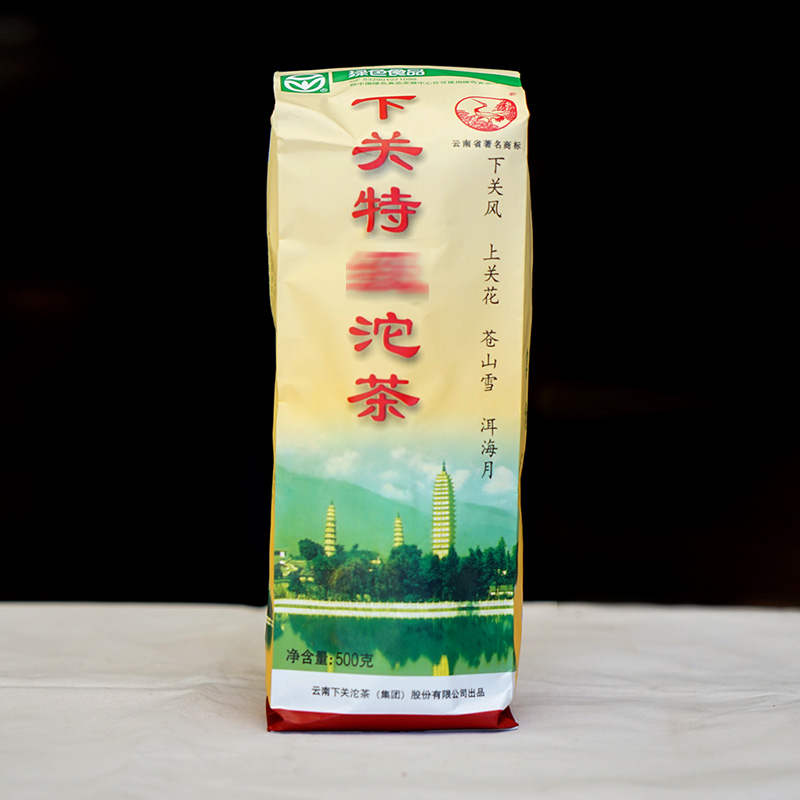 绿色食品
下关特
沱茶
云南省著名商标
下关风 上关花 苍山雪 洱海月
净含量:500克
云南下关沱茶（集团）股份有限公司出品